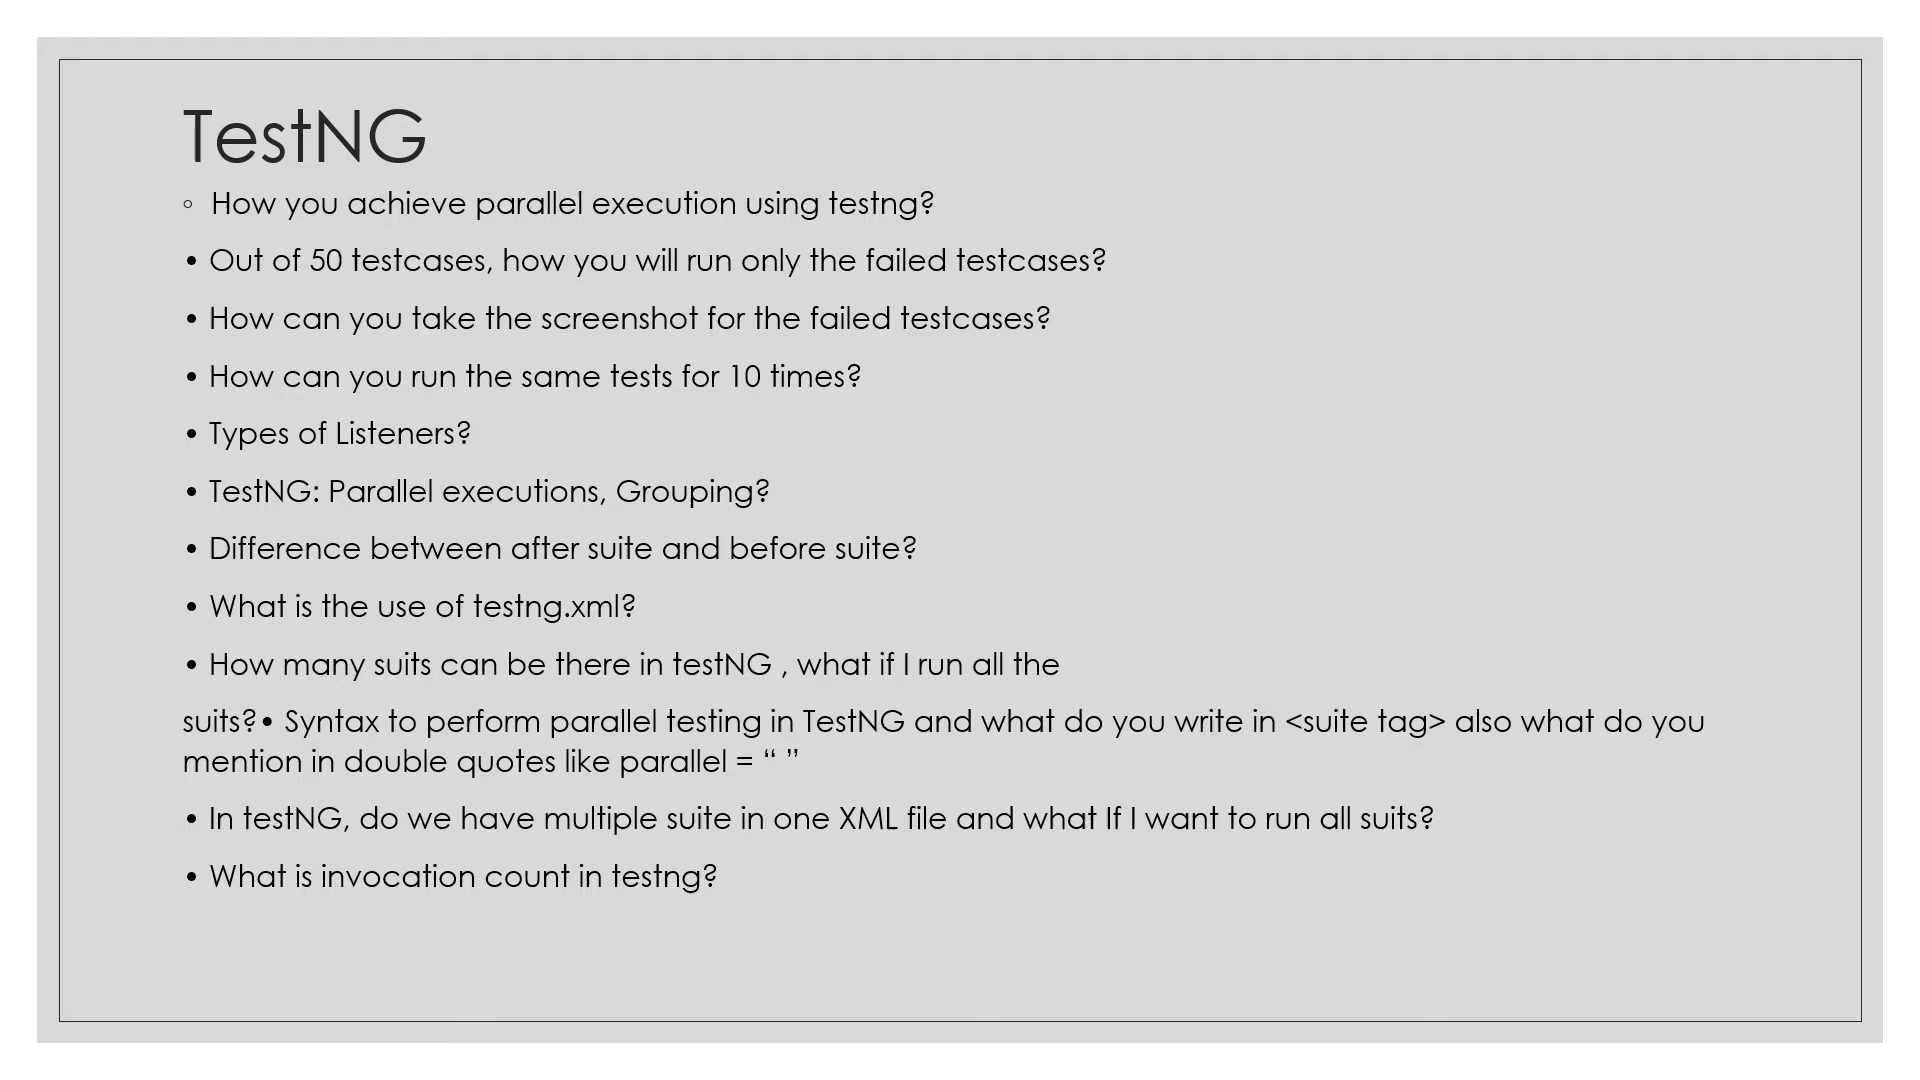 TestNG
◦ How you achieve parallel execution using testng?
• Out of 50 testcases, how you will run only the failed testcases?
• How can you take the screenshot for the failed testcases?
• How can you run the same tests for 10 times?
• Types of Listeners?
• TestNG: Parallel executions, Grouping?
• Difference between after suite and before suite?
• What is the use of testng.xml?
• How many suits can be there in testNG , what if I run all the
suits?• Syntax to perform parallel testing in TestNG and what do you write in <suite tag> also what do you
mention in double quotes like parallel = “ ”
• In testNG, do we have multiple suite in one XML file and what If I want to run all suits?
• What is invocation count in testng?